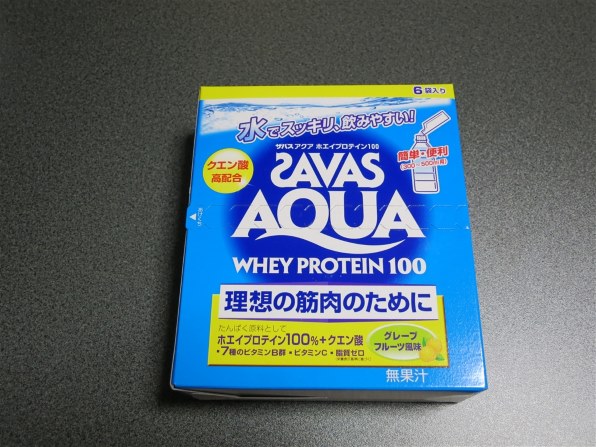 6袋入り
水でスッキリ、飲みやすい!
ザバス アクア ホエイプロテイン100
クエン酸
高配合
簡単・便利
SAVAS
AQUA
WHEY PROTEIN 100
理想の筋肉のために
たんぱく原料として
ホエイプロテイン100%+クエン酸
・7種のビタミンB群・ビタミンC・脂質ゼロ
グレープ
フルーツ風味
無果汁